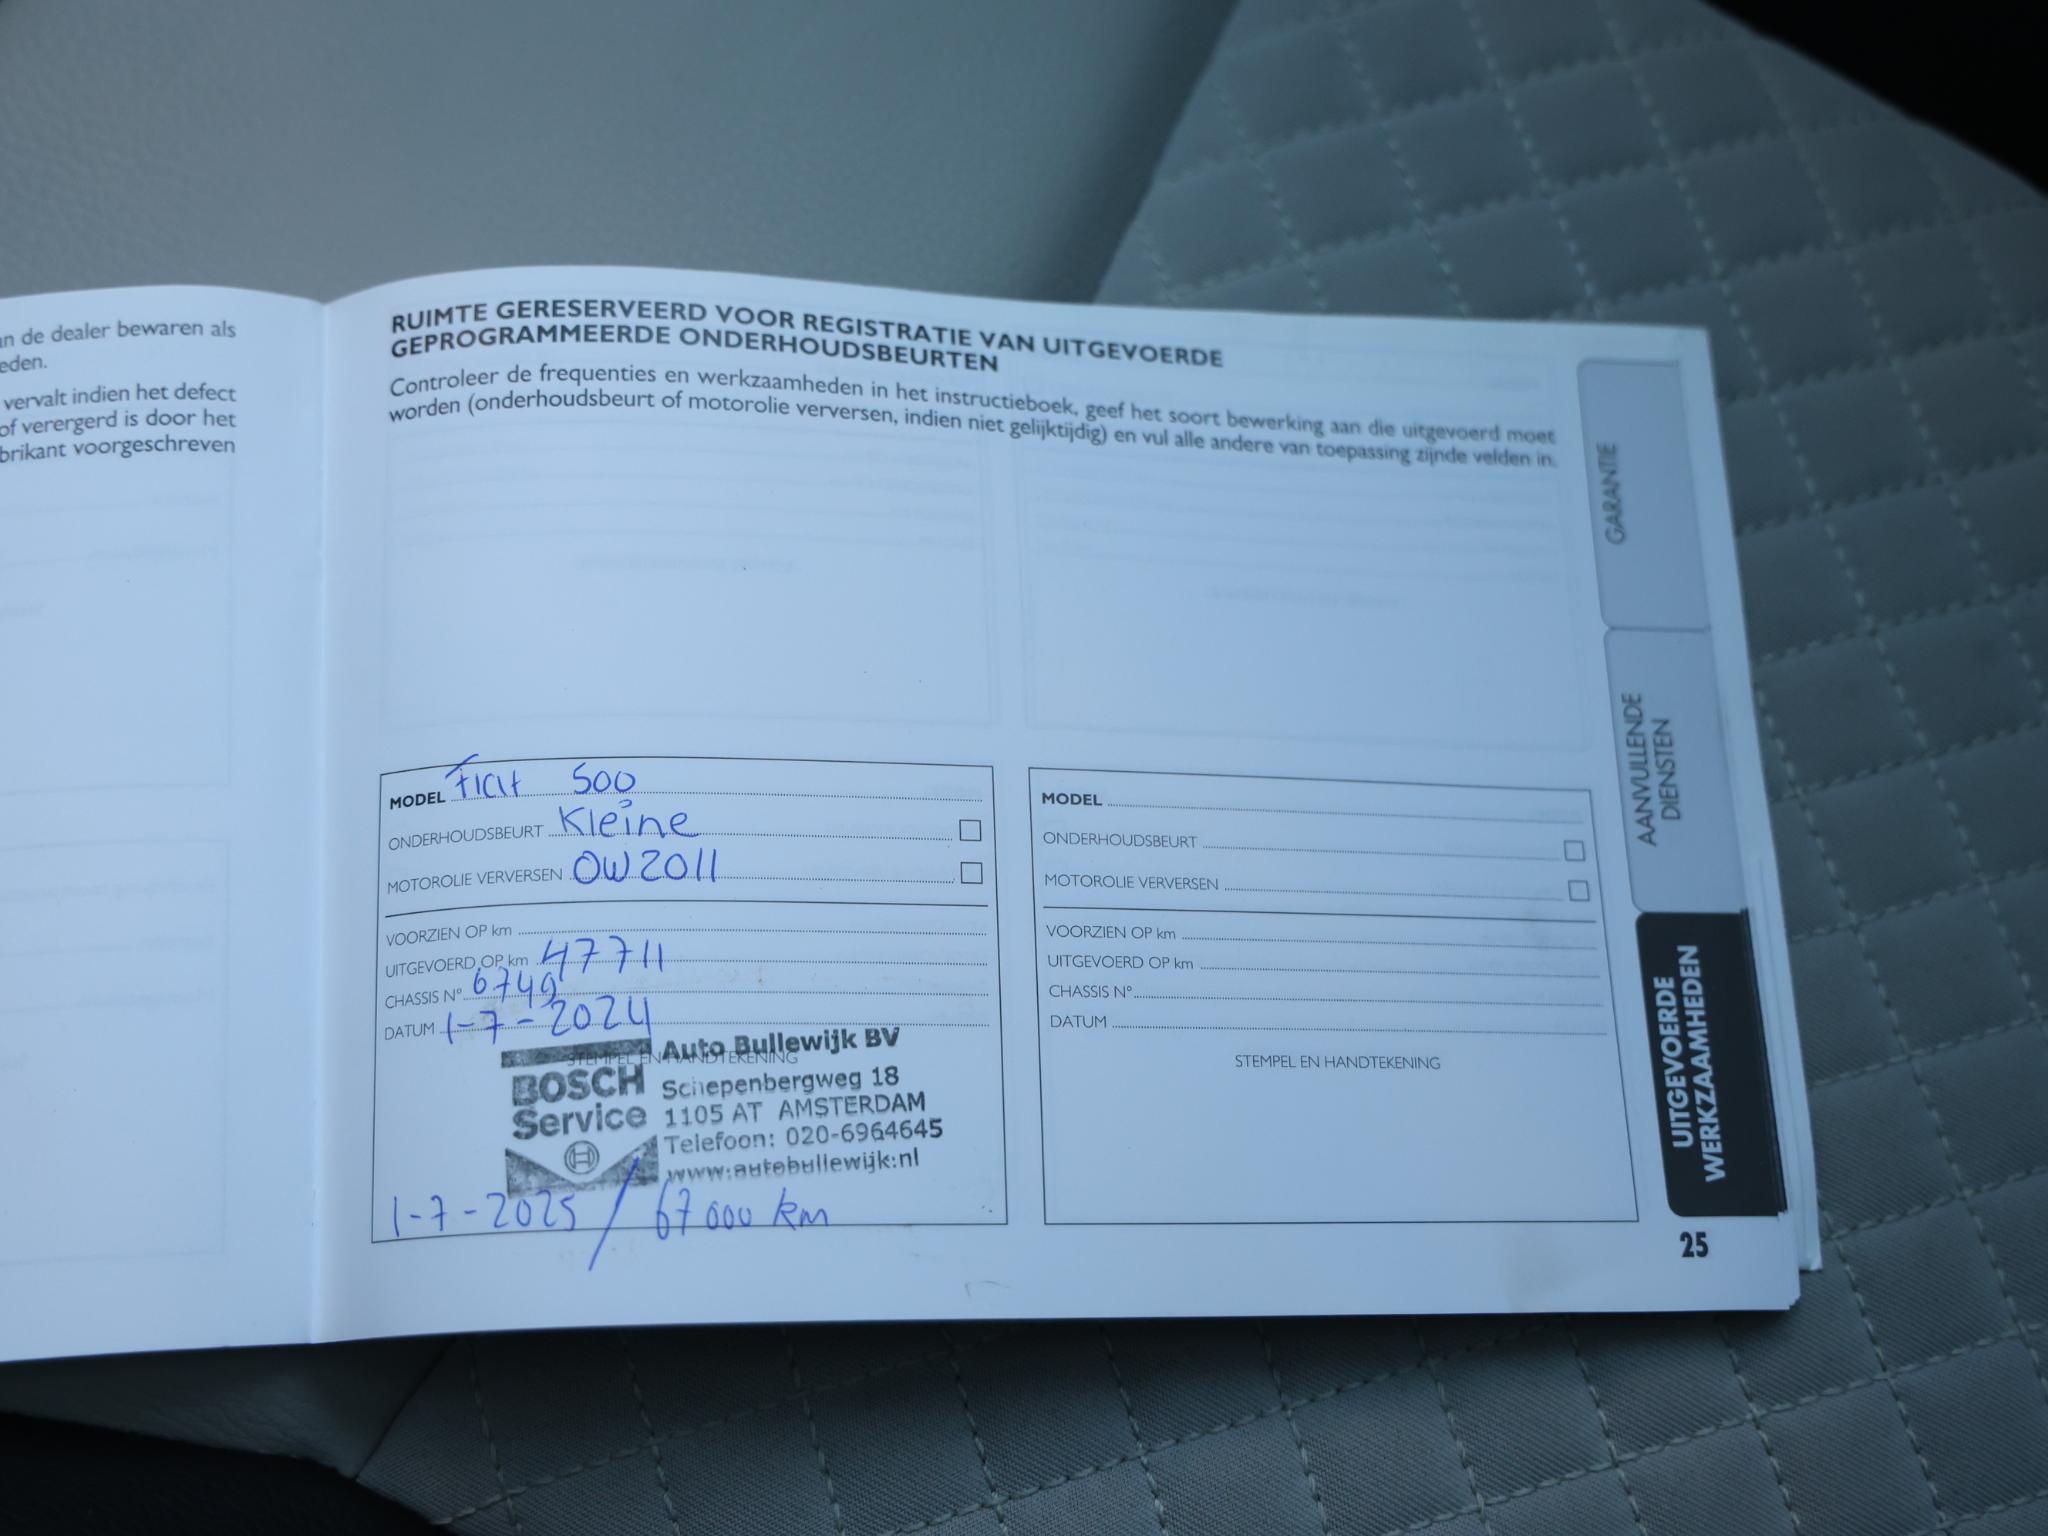 an de dealer bewaren als
eden.
vervalt indien het defect
of verergerd is door het
brikant voorgeschreven
RUIMTE GERESERVEERD VOOR REGISTRATIE VAN UITGEVOERDE
GEPROGRAMMEERDE ONDERHOUDSBEURTEN
Controleer de frequenties en werkzaamheden in het instructieboek, geef het soort bewerking aan die uitgevoerd moet
worden (onderhoudsbeurt of motorolie verversen, indien niet gelijktijdig) en vul alle andere van toepassing zijnde velden in.
MODEL Fiat 500
ONDERHOUDSBEURT Kleine
MOTOROLIE VERVERSEN OW2011
VOORZIEN OP km
UITGEVOERD OP km 47711
CHASSIS N° 6749
DATUM 1-7-2024
STEMPEL EN HANDTEKENING
BOSCH
Service
Auto Bullewijk BV
Schepenbergweg 18
1105 AT AMSTERDAM
Telefoon: 020-6964645
www.autobullewijk.nl
1-7-2025 / 67000 km
MODEL
ONDERHOUDSBEURT
MOTOROLIE VERVERSEN
VOORZIEN OP km
UITGEVOERD OP km
CHASSIS N°
DATUM
STEMPEL EN HANDTEKENING
GARANTIE
AANVULLENDE
DIENSTEN
UITGEVOERDE
WERKZAAMHEDEN
25